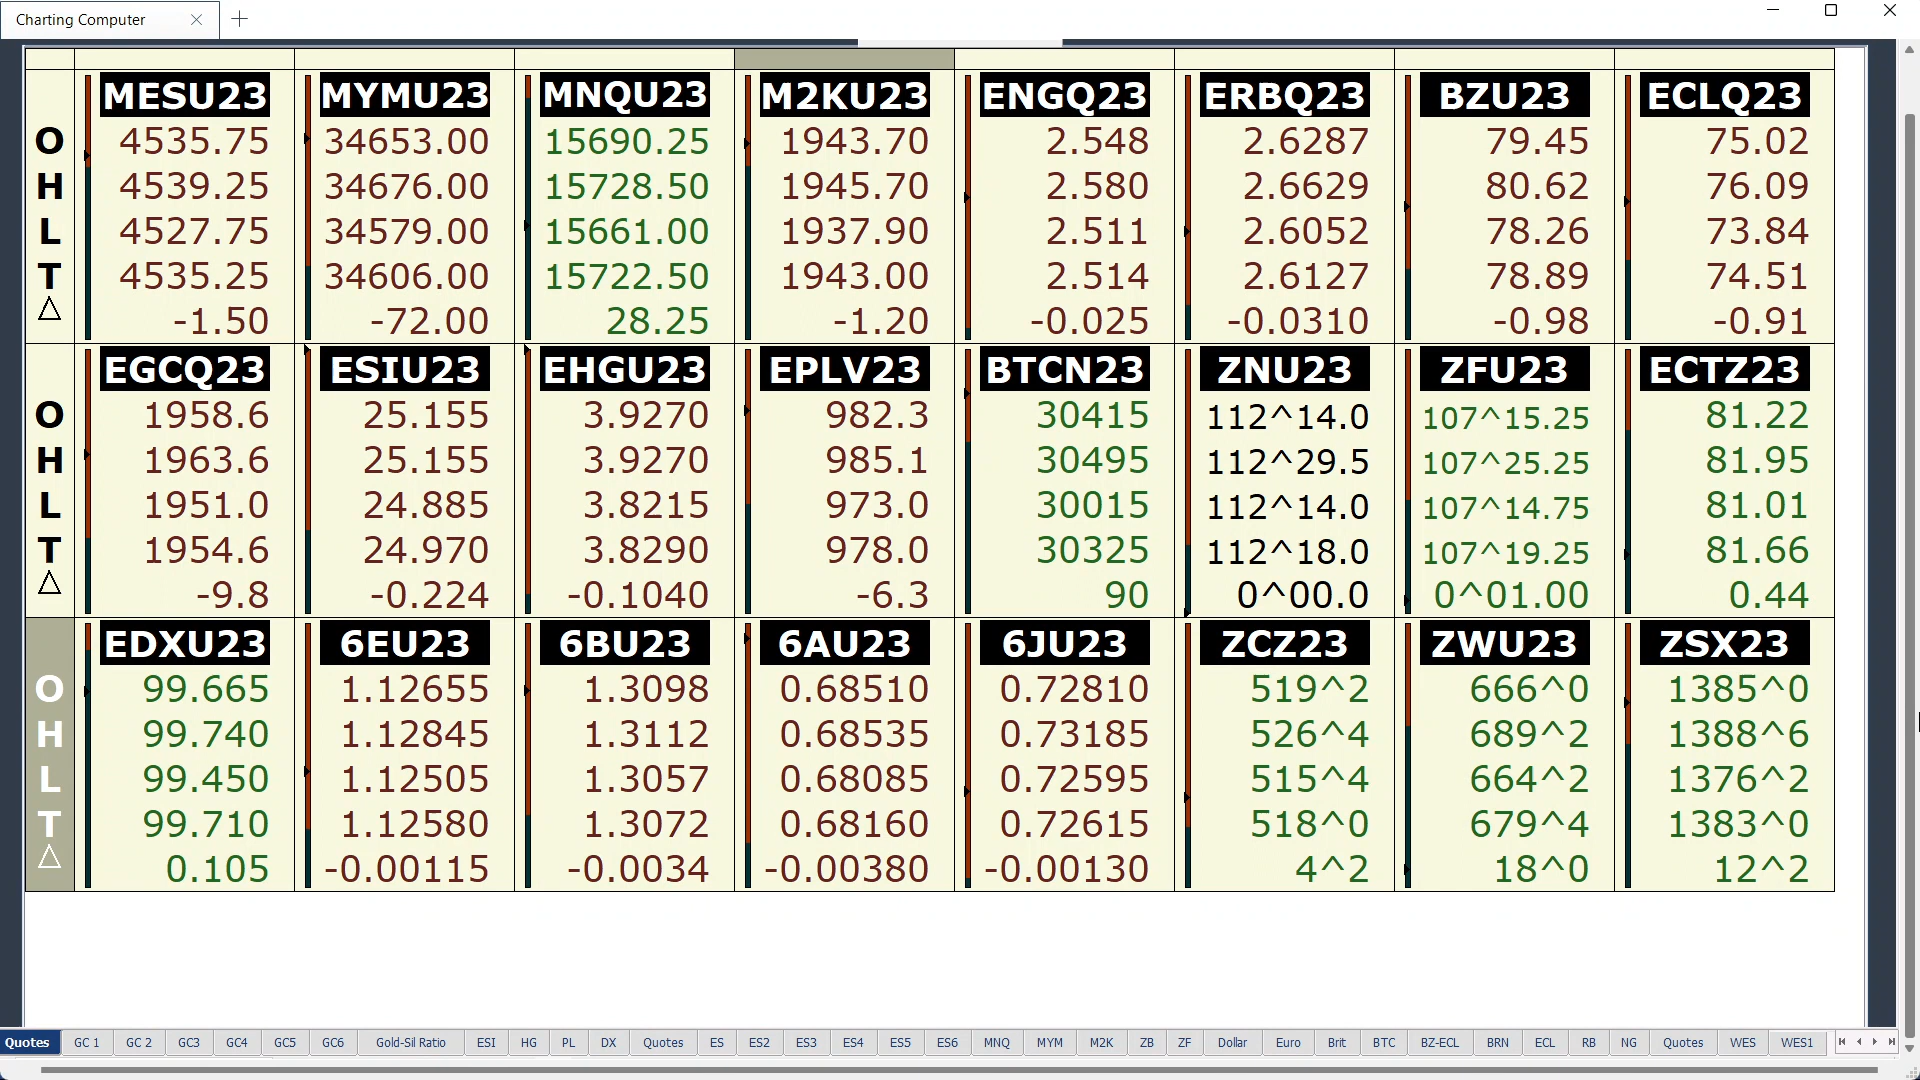 Charting Computer
MESU23 MYMU23 MNQU23 M2KU23 ENGQ23 ERBQ23 BZU23 ECLQ23
O 4535.75 34653.00 15690.25 1943.70 2.548 2.6287 79.45 75.02
H 4539.25 34676.00 15728.50 1945.70 2.580 2.6629 80.62 76.09
L 4527.75 34579.00 15661.00 1937.90 2.511 2.6052 78.26 73.84
T 4535.25 34606.00 15722.50 1943.00 2.514 2.6127 78.89 74.51
△ -1.50 -72.00 28.25 -1.20 -0.025 -0.0310 -0.98 -0.91
EGCQ23 ESIU23 EHGU23 EPLV23 BTCN23 ZNU23 ZFU23 ECTZ23
O 1958.6 25.155 3.9270 982.3 30415 112^14.0 107^15.25 81.22
H 1963.6 25.155 3.9270 985.1 30495 112^29.5 107^25.25 81.95
L 1951.0 24.885 3.8215 973.0 30015 112^14.0 107^14.75 81.01
T 1954.6 24.970 3.8290 978.0 30325 112^18.0 107^19.25 81.66
△ -9.8 -0.224 -0.1040 -6.3 90 0^00.0 0^01.00 0.44
EDXU23 6EU23 6BU23 6AU23 6JU23 ZCZ23 ZWU23 ZSX23
O 99.665 1.12655 1.3098 0.68510 0.72810 519^2 666^0 1385^0
H 99.740 1.12845 1.3112 0.68535 0.73185 526^4 689^2 1388^6
L 99.450 1.12505 1.3057 0.68085 0.72595 515^4 664^2 1376^2
T 99.710 1.12580 1.3072 0.68160 0.72615 518^0 679^4 1383^0
△ 0.105 -0.00115 -0.0034 -0.00380 -0.00130 4^2 18^0 12^2
Quotes GC 1 GC 2 GC3 GC4 GC5 GC6 Gold-Sil Ratio ESI HG PL DX Quotes ES ES2 ES3 ES4 ES5 ES6 MNQ MYM M2K ZB ZF Dollar Euro Brit BTC BZ-ECL BRN ECL RB NG Quotes WES WES1